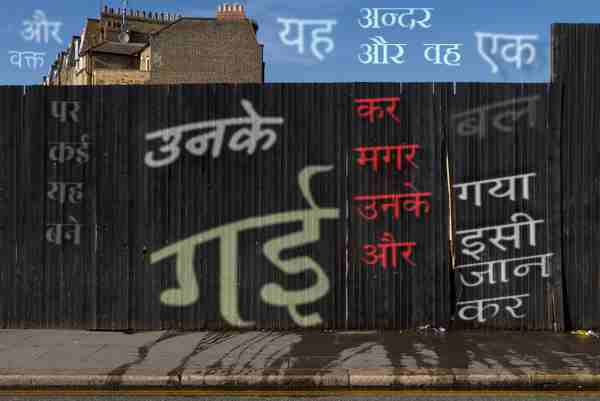 और
वक्त
यह
अन्दर
और वह
एक
पर
कई
यह
बने
उनके
गई
कर
मगर
उनके
और
बल
गया
इसी
जान
कर